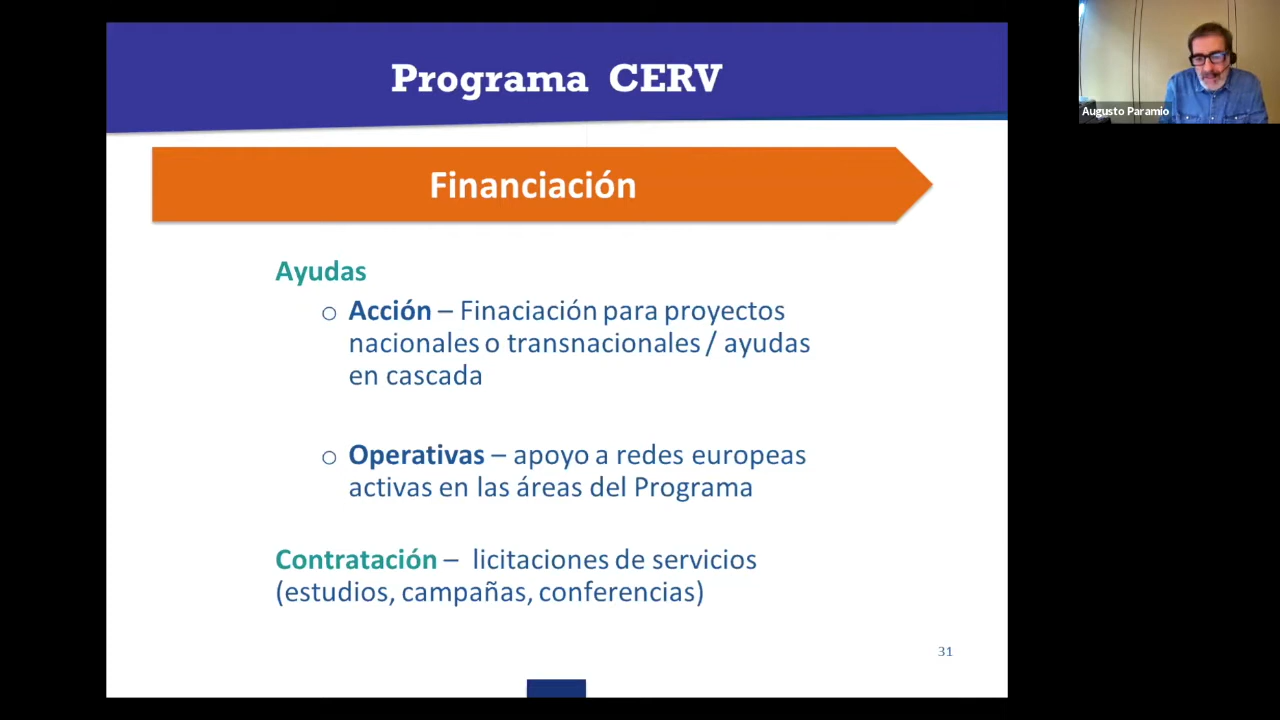 Programa CERV
Financiación
Ayudas
o Acción – Finaciación para proyectos
nacionales o transnacionales / ayudas
en cascada
o Operativas – apoyo a redes europeas
activas en las áreas del Programa
Contratación – licitaciones de servicios
(estudios, campañas, conferencias)
31
Augusto Paramio